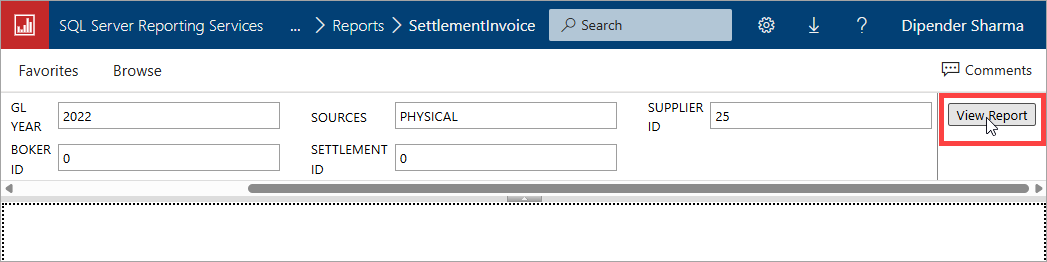 SQL Server Reporting Services ... > Reports > SettlementInvoice Search ? Dipender Sharma
Favorites Browse Comments
GL YEAR 2022 SOURCES PHYSICAL SUPPLIER ID 25 View Report
BOKER ID 0 SETTLEMENT ID 0